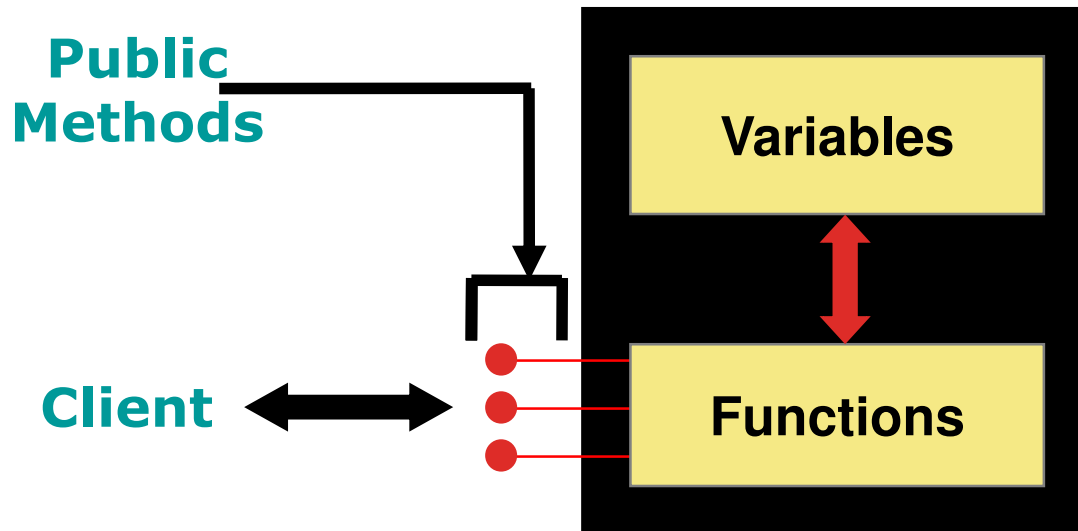 Public
Methods
Variables
Client
Functions